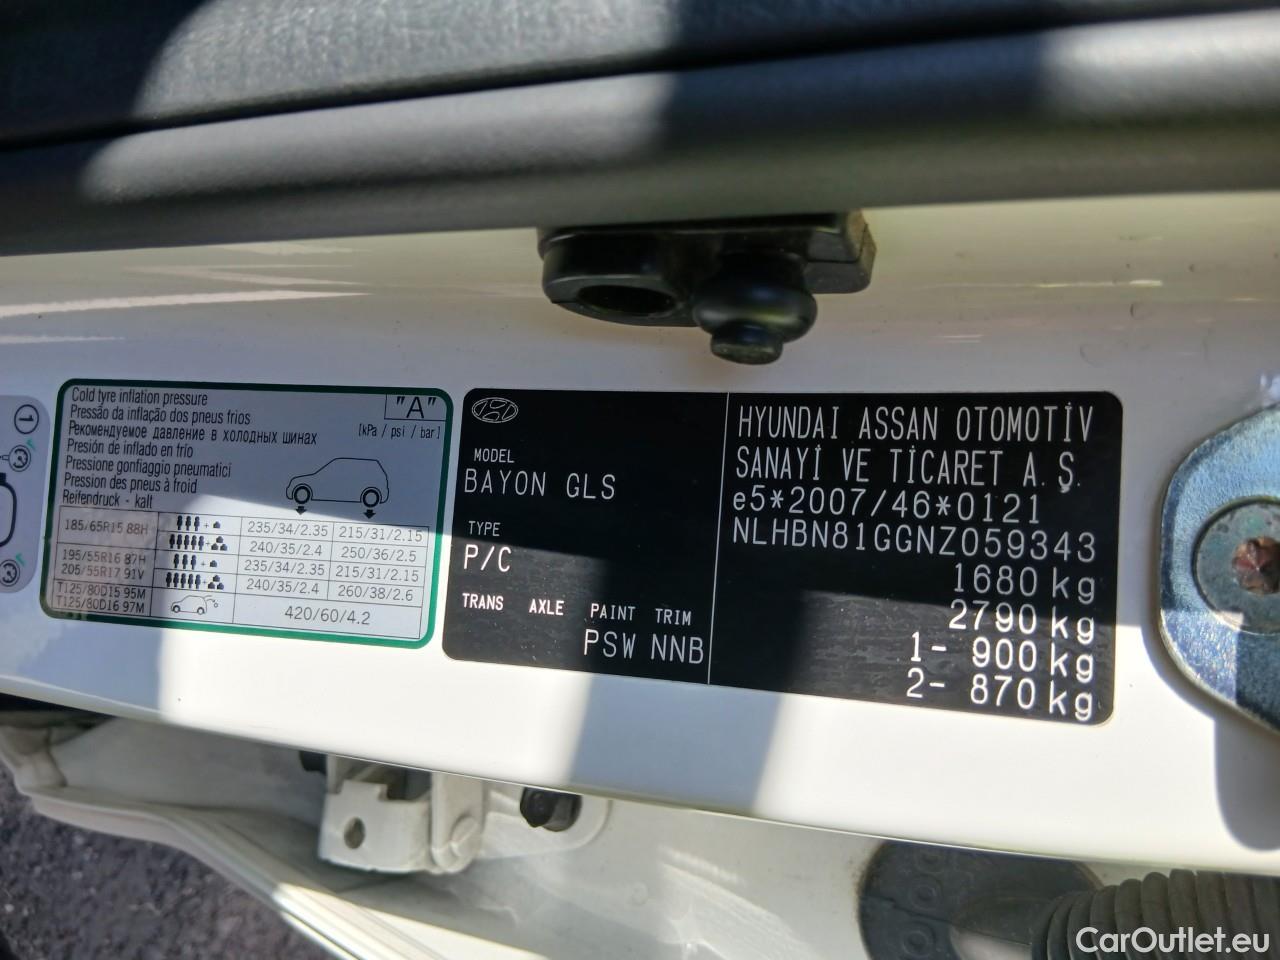 Cold tyre inflation pressure
Pressão da inflação dos pneus frios
Рекомендуемое давление в холодных шинах
Presión de inflado en frío
Pressione gonfiaggio pneumatici
Pression des pneus à froid
Reifendruck - kalt
"A"
[kPa / psi / bar]
185/65R15 88H
235/34/2.35 215/31/2.15
240/35/2.4 250/36/2.5
195/55R16 87H
205/55R17 91V
235/34/2.35 215/31/2.15
240/35/2.4 260/38/2.6
T125/80D15 95M
T125/80D16 97M
420/60/4.2
1
MODEL
BAYON GLS
TYPE
P/C
TRANS AXLE PAINT TRIM
PSW NNB
HYUNDAI ASSAN OTOMOTİV
SANAYİ VE TİCARET A.Ş.
e5*2007/46*0121
NLHBN81GGNZ059343
1680 kg
2790 kg
1- 900 kg
2- 870 kg
CarOutlet.eu